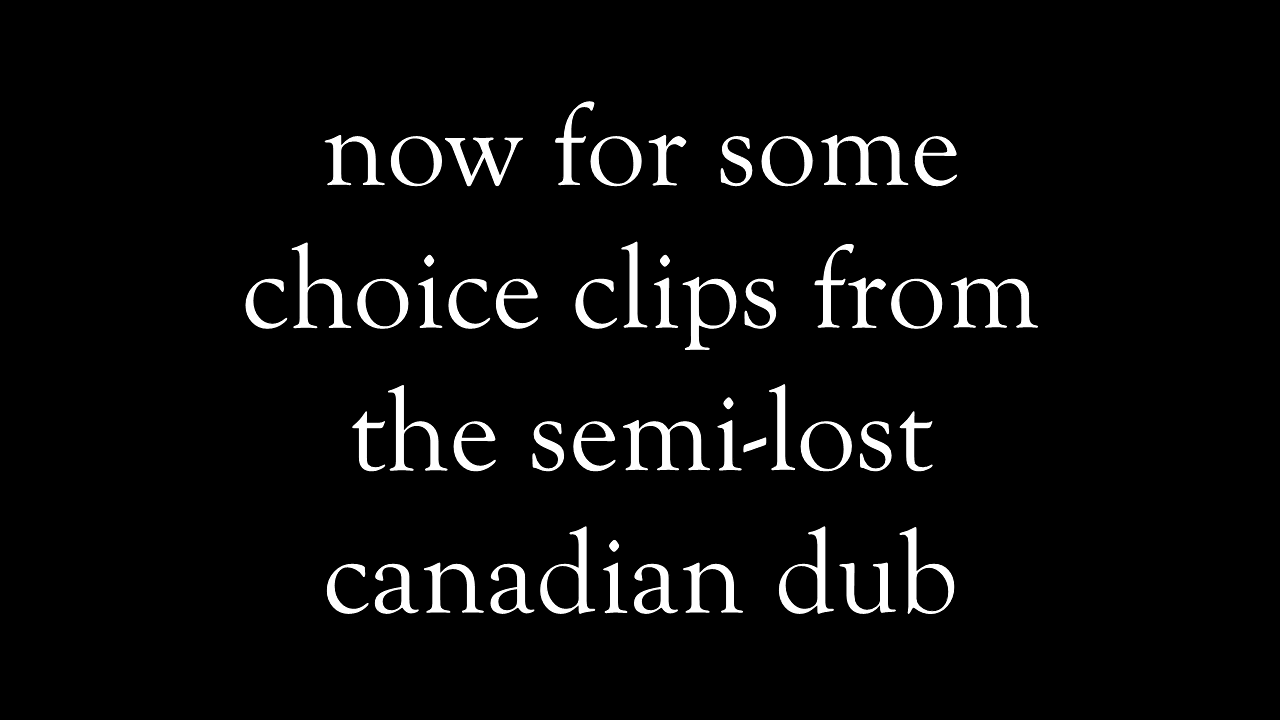 now for some
choice clips from
the semi-lost
canadian dub